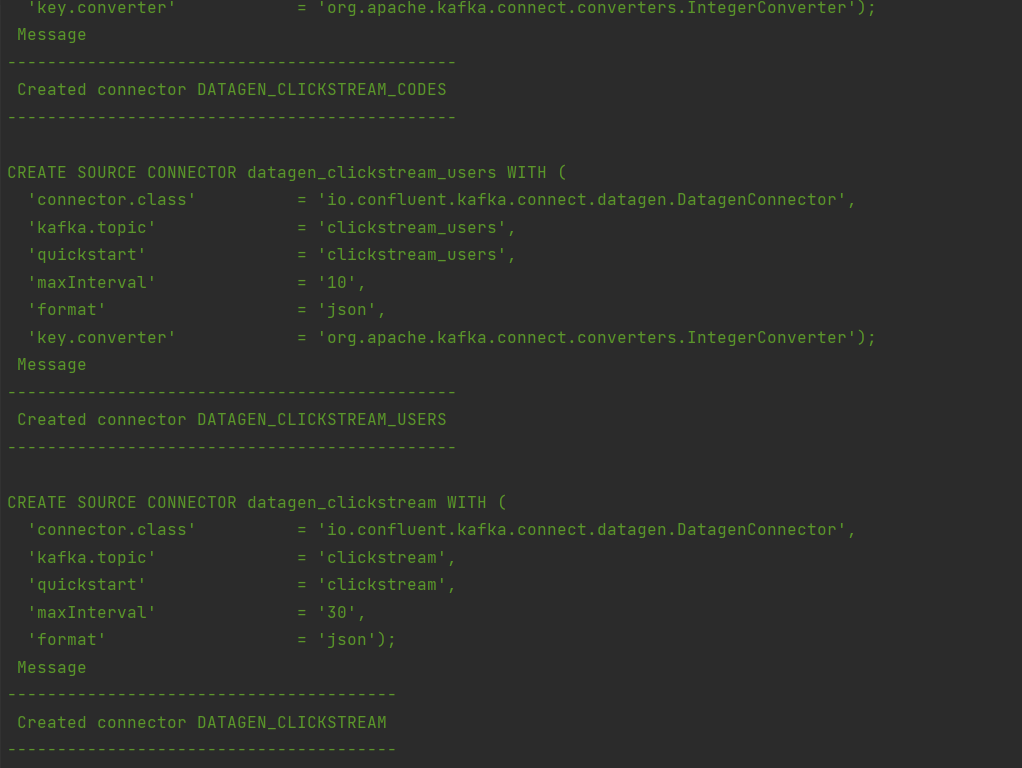 'key.converter'            = 'org.apache.kafka.connect.converters.IntegerConverter');
 Message
---------------------------------------------
 Created connector DATAGEN_CLICKSTREAM_CODES
---------------------------------------------

CREATE SOURCE CONNECTOR datagen_clickstream_users WITH (
  'connector.class'          = 'io.confluent.kafka.connect.datagen.DatagenConnector',
  'kafka.topic'              = 'clickstream_users',
  'quickstart'               = 'clickstream_users',
  'maxInterval'              = '10',
  'format'                   = 'json',
  'key.converter'            = 'org.apache.kafka.connect.converters.IntegerConverter');
 Message
---------------------------------------------
 Created connector DATAGEN_CLICKSTREAM_USERS
---------------------------------------------

CREATE SOURCE CONNECTOR datagen_clickstream WITH (
  'connector.class'          = 'io.confluent.kafka.connect.datagen.DatagenConnector',
  'kafka.topic'              = 'clickstream',
  'quickstart'               = 'clickstream',
  'maxInterval'              = '30',
  'format'                   = 'json');
 Message
---------------------------------------
 Created connector DATAGEN_CLICKSTREAM
---------------------------------------